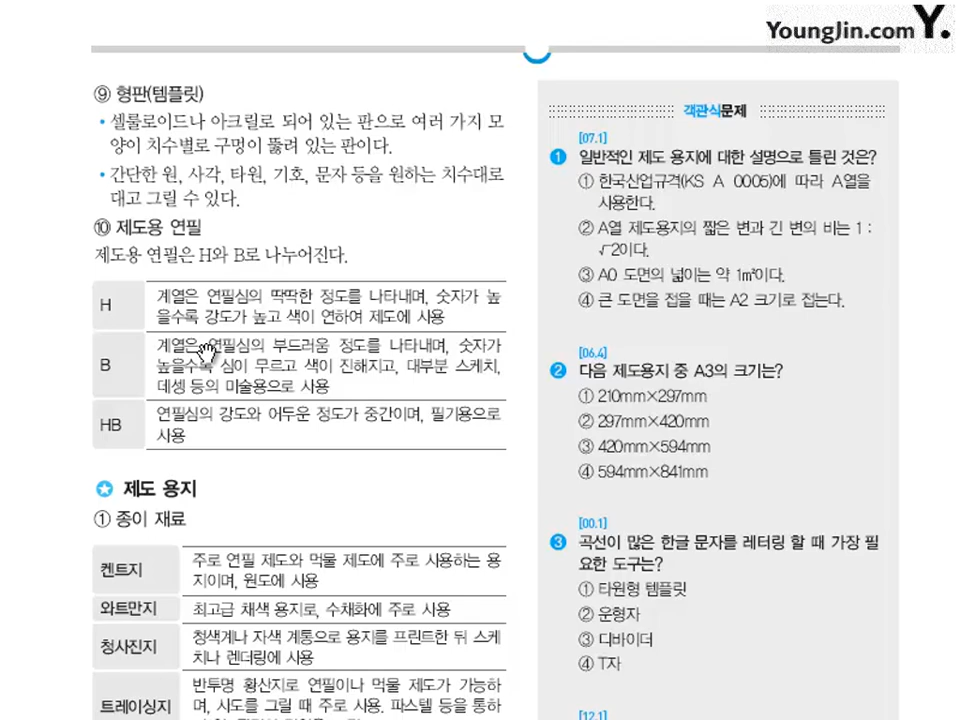 YoungJin.com Y.
⑨ 형판(템플릿)
• 셀룰로이드나 아크릴로 되어 있는 판으로 여러 가지 모
양이 치수별로 구멍이 뚫려 있는 판이다.
• 간단한 원, 사각, 타원, 기호, 문자 등을 원하는 치수대로
대고 그릴 수 있다.
⑩ 제도용 연필
제도용 연필은 H와 B로 나누어진다.
H
계열은 연필심의 딱딱한 정도를 나타내며, 숫자가 높
을수록 강도가 높고 색이 연하여 제도에 사용
B
계열은 연필심의 부드러움 정도를 나타내며, 숫자가
높을수록 심이 무르고 색이 진해지고, 대부분 스케치,
데생 등의 미술용으로 사용
HB
연필심의 강도와 어두운 정도가 중간이며, 필기용으로
사용
제도 용지
① 종이 재료
켄트지
주로 연필 제도와 먹물 제도에 주로 사용하는 용
지이며, 원도에 사용
와트만지
최고급 채색 용지로, 수채화에 주로 사용
청사진지
청색계나 자색 계통으로 용지를 프린트한 뒤 스케
치나 렌더링에 사용
트레이싱지
반투명 황산지로 연필이나 먹물 제도가 가능하
며, 사도를 그릴 때 주로 사용. 파스텔 등을 통하
객관식문제
[07.1]
1 일반적인 제도 용지에 대한 설명으로 틀린 것은?
① 한국산업규격(KS A 0005)에 따라 A열을
사용한다.
② A열 제도용지의 짧은 변과 긴 변의 비는 1 :
√2이다.
③ A0 도면의 넓이는 약 1㎡이다.
④ 큰 도면을 접을 때는 A2 크기로 접는다.
[06.4]
2 다음 제도용지 중 A3의 크기는?
① 210mm×297mm
② 297mm×420mm
③ 420mm×594mm
④ 594mm×841mm
[00.1]
3 곡선이 많은 한글 문자를 레터링 할 때 가장 필
요한 도구는?
① 타원형 템플릿
② 운형자
③ 디바이더
④ T자
[12.1]